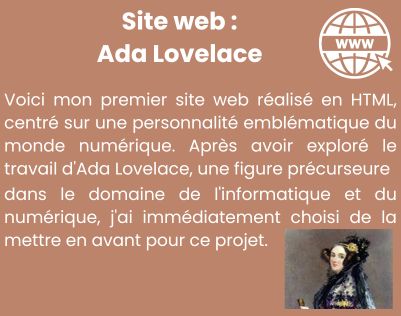 Site web :
Ada Lovelace
WWW
Voici mon premier site web réalisé en HTML,
centré sur une personnalité emblématique du
monde numérique. Après avoir exploré le
travail d'Ada Lovelace, une figure précurseure
dans le domaine de l'informatique et du
numérique, j'ai immédiatement choisi de la
mettre en avant pour ce projet.